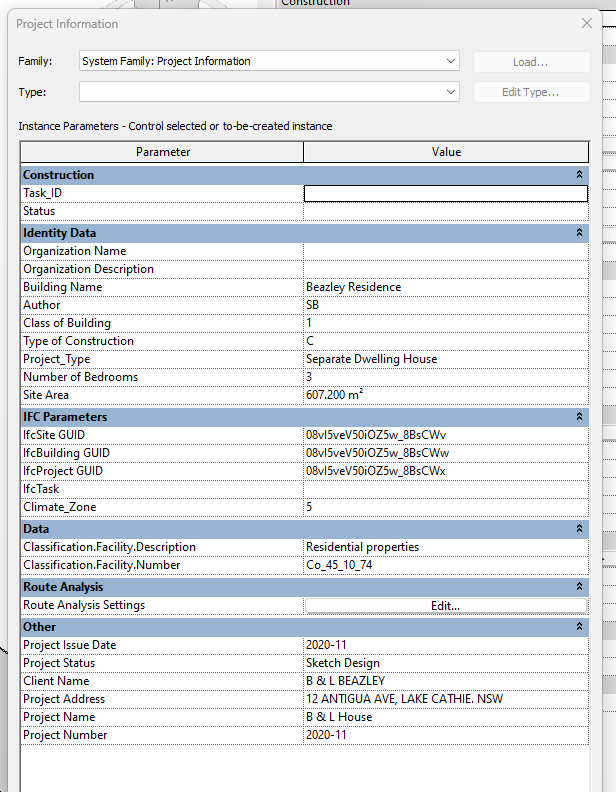 Construction
Project Information
Family: System Family: Project Information Load...
Type: Edit Type...
Instance Parameters - Control selected or to-be-created instance
Parameter Value
Construction
Task_ID
Status
Identity Data
Organization Name
Organization Description
Building Name Beazley Residence
Author SB
Class of Building 1
Type of Construction C
Project_Type Separate Dwelling House
Number of Bedrooms 3
Site Area 607.200 m²
IFC Parameters
IfcSite GUID 08vI5veV50iOZ5w_8BsCWv
IfcBuilding GUID 08vI5veV50iOZ5w_8BsCWw
IfcProject GUID 08vI5veV50iOZ5w_8BsCWx
IfcTask
Climate_Zone 5
Data
Classification.Facility.Description Residential properties
Classification.Facility.Number Co_45_10_74
Route Analysis
Route Analysis Settings Edit...
Other
Project Issue Date 2020-11
Project Status Sketch Design
Client Name B & L BEAZLEY
Project Address 12 ANTIGUA AVE, LAKE CATHIE. NSW
Project Name B & L House
Project Number 2020-11